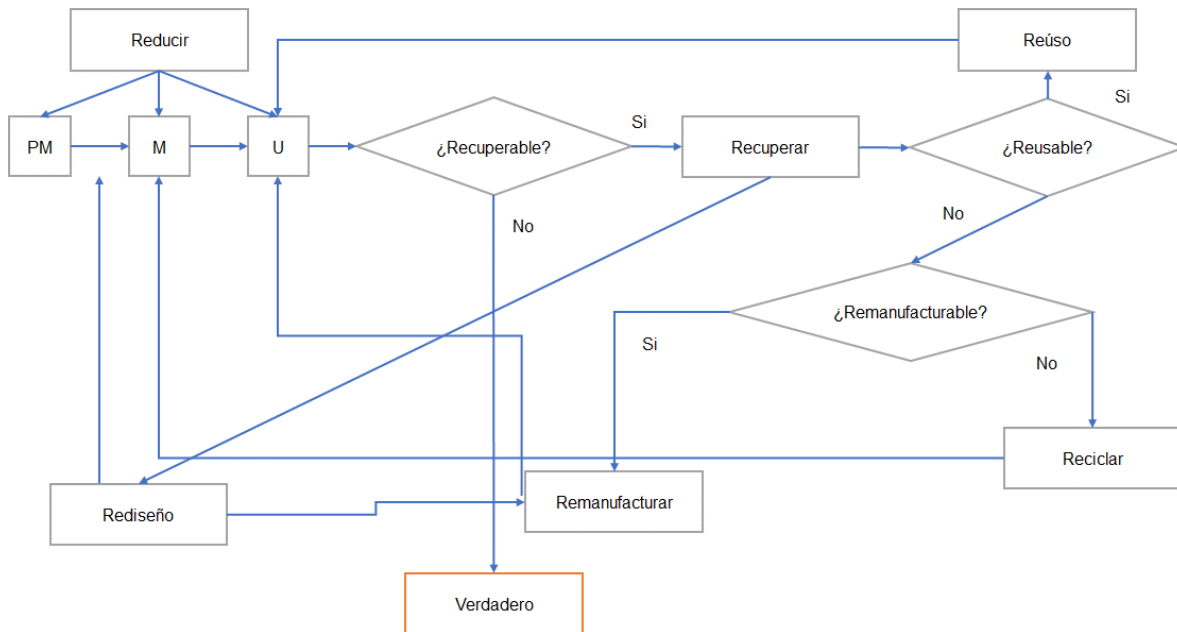 Reducir
Reúso
PM
M
U
¿Recuperable?
Si
Recuperar
¿Reusable?
Si
No
No
¿Remanufacturable?
Si
No
Reciclar
Rediseño
Remanufacturar
Verdadero